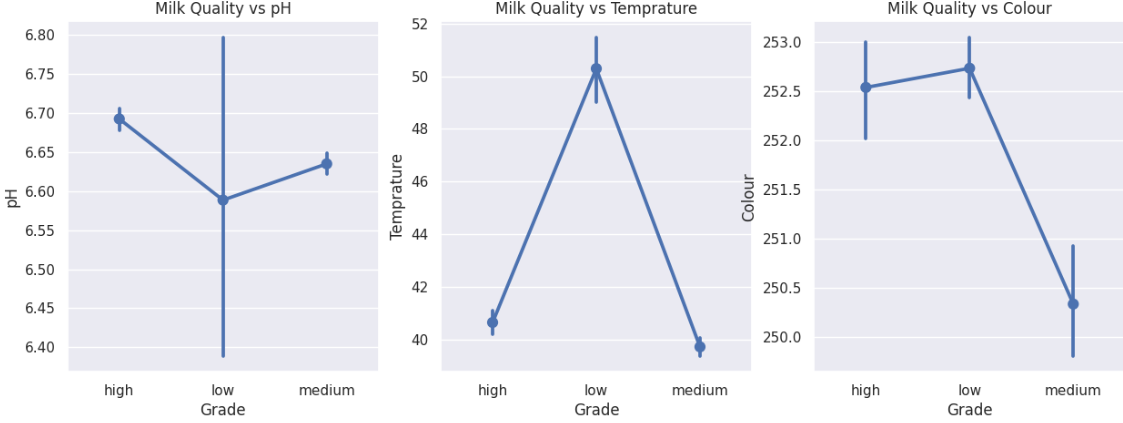 Milk Quality vs pH
6.80
6.75
6.70
6.65
6.60
6.55
6.50
6.45
6.40
pH
high low medium
Grade
Milk Quality vs Temprature
52
50
48
46
44
42
40
Temprature
high low medium
Grade
Milk Quality vs Colour
253.0
252.5
252.0
251.5
251.0
250.5
250.0
Colour
high low medium
Grade